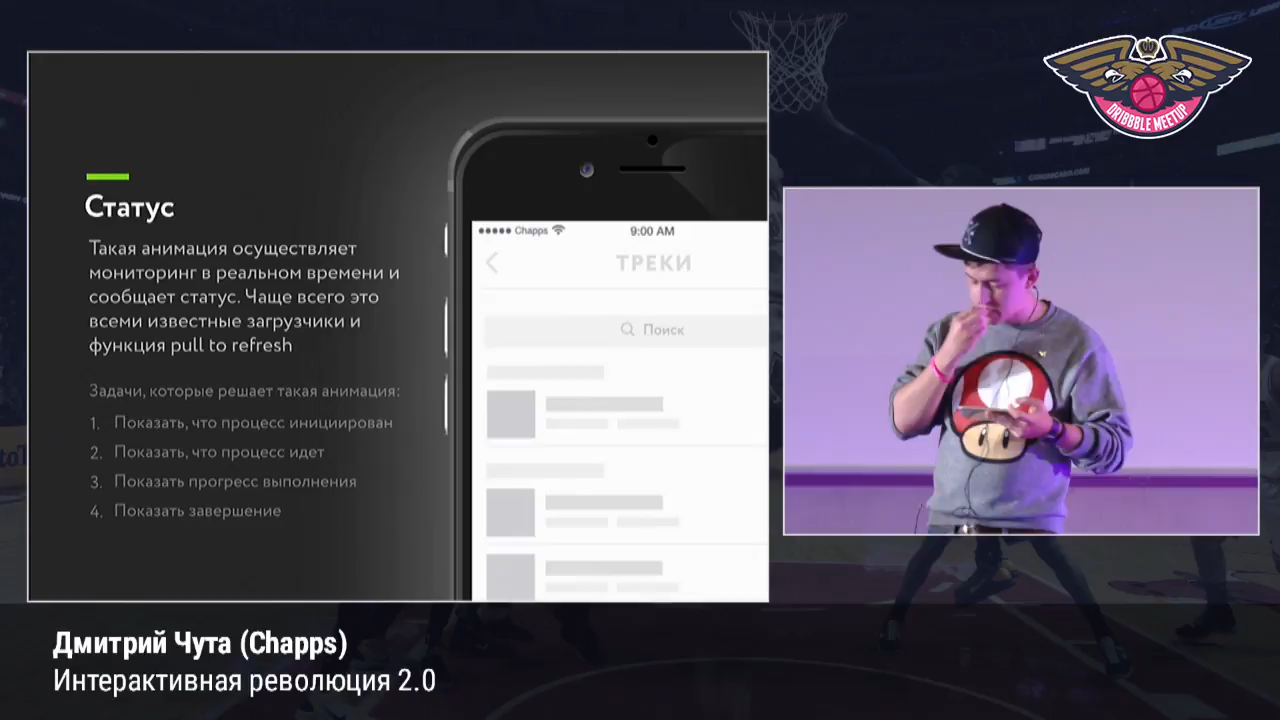 DRIBBBLE MEETUP
Статус
Такая анимация осуществляет
мониторинг в реальном времени и
сообщает статус. Чаще всего это
всеми известные загрузчики и
функция pull to refresh
Задачи, которые решает такая анимация:
1. Показать, что процесс инициирован
2. Показать, что процесс идет
3. Показать прогресс выполнения
4. Показать завершение
Chapps
9:00 AM
ТРЕКИ
Поиск
Дмитрий Чута (Chapps)
Интерактивная революция 2.0